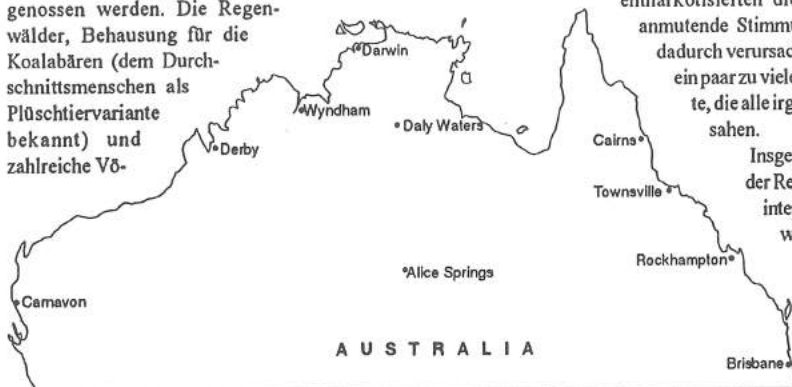 genossen werden. Die Regen-
wälder, Behausung für die
Koalabären (dem Durch-
schnittsmenschen als
Plüschtiervariante
bekannt) und
zahlreiche Vö-
Darwin
Wyndham
Daly Waters
Derby
Cairns
Townsville
Rockhampton
Alice Springs
Carnavon
AUSTRALIA
Brisbane
anmutende Stimmu
dadurch verursac
ein paar zu viele
te, die alle irg
sahen.
Insge
der Re
inte
w